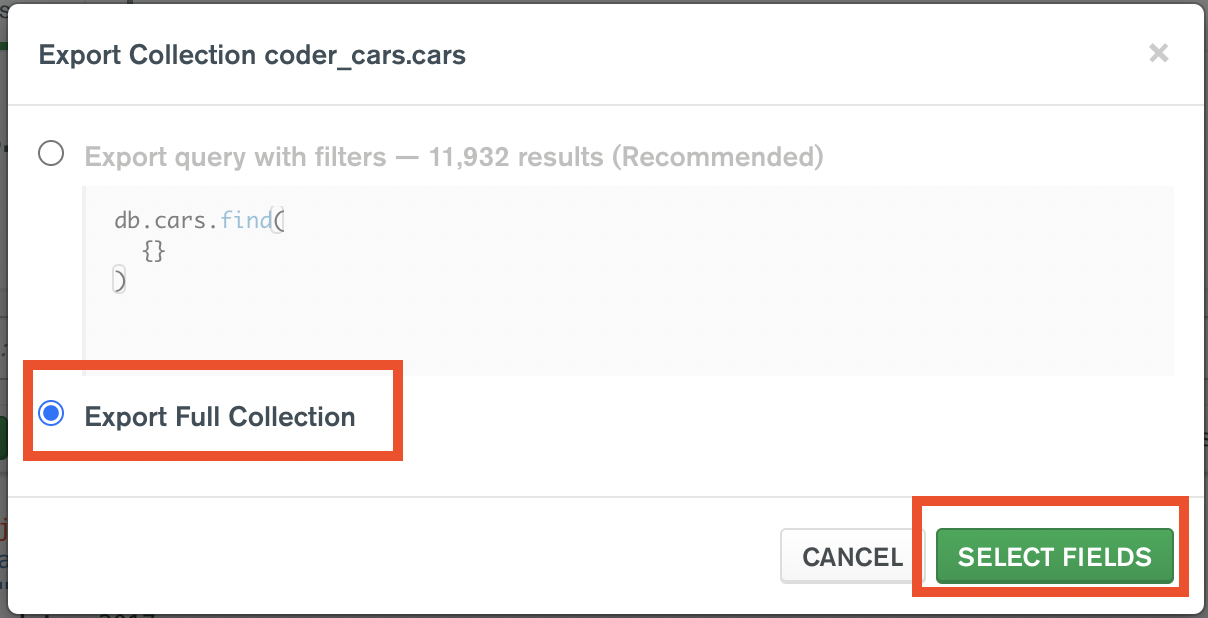 Export Collection coder_cars.cars
×
Export query with filters — 11,932 results (Recommended)
db.cars.find(
{}
)
Export Full Collection
CANCEL
SELECT FIELDS